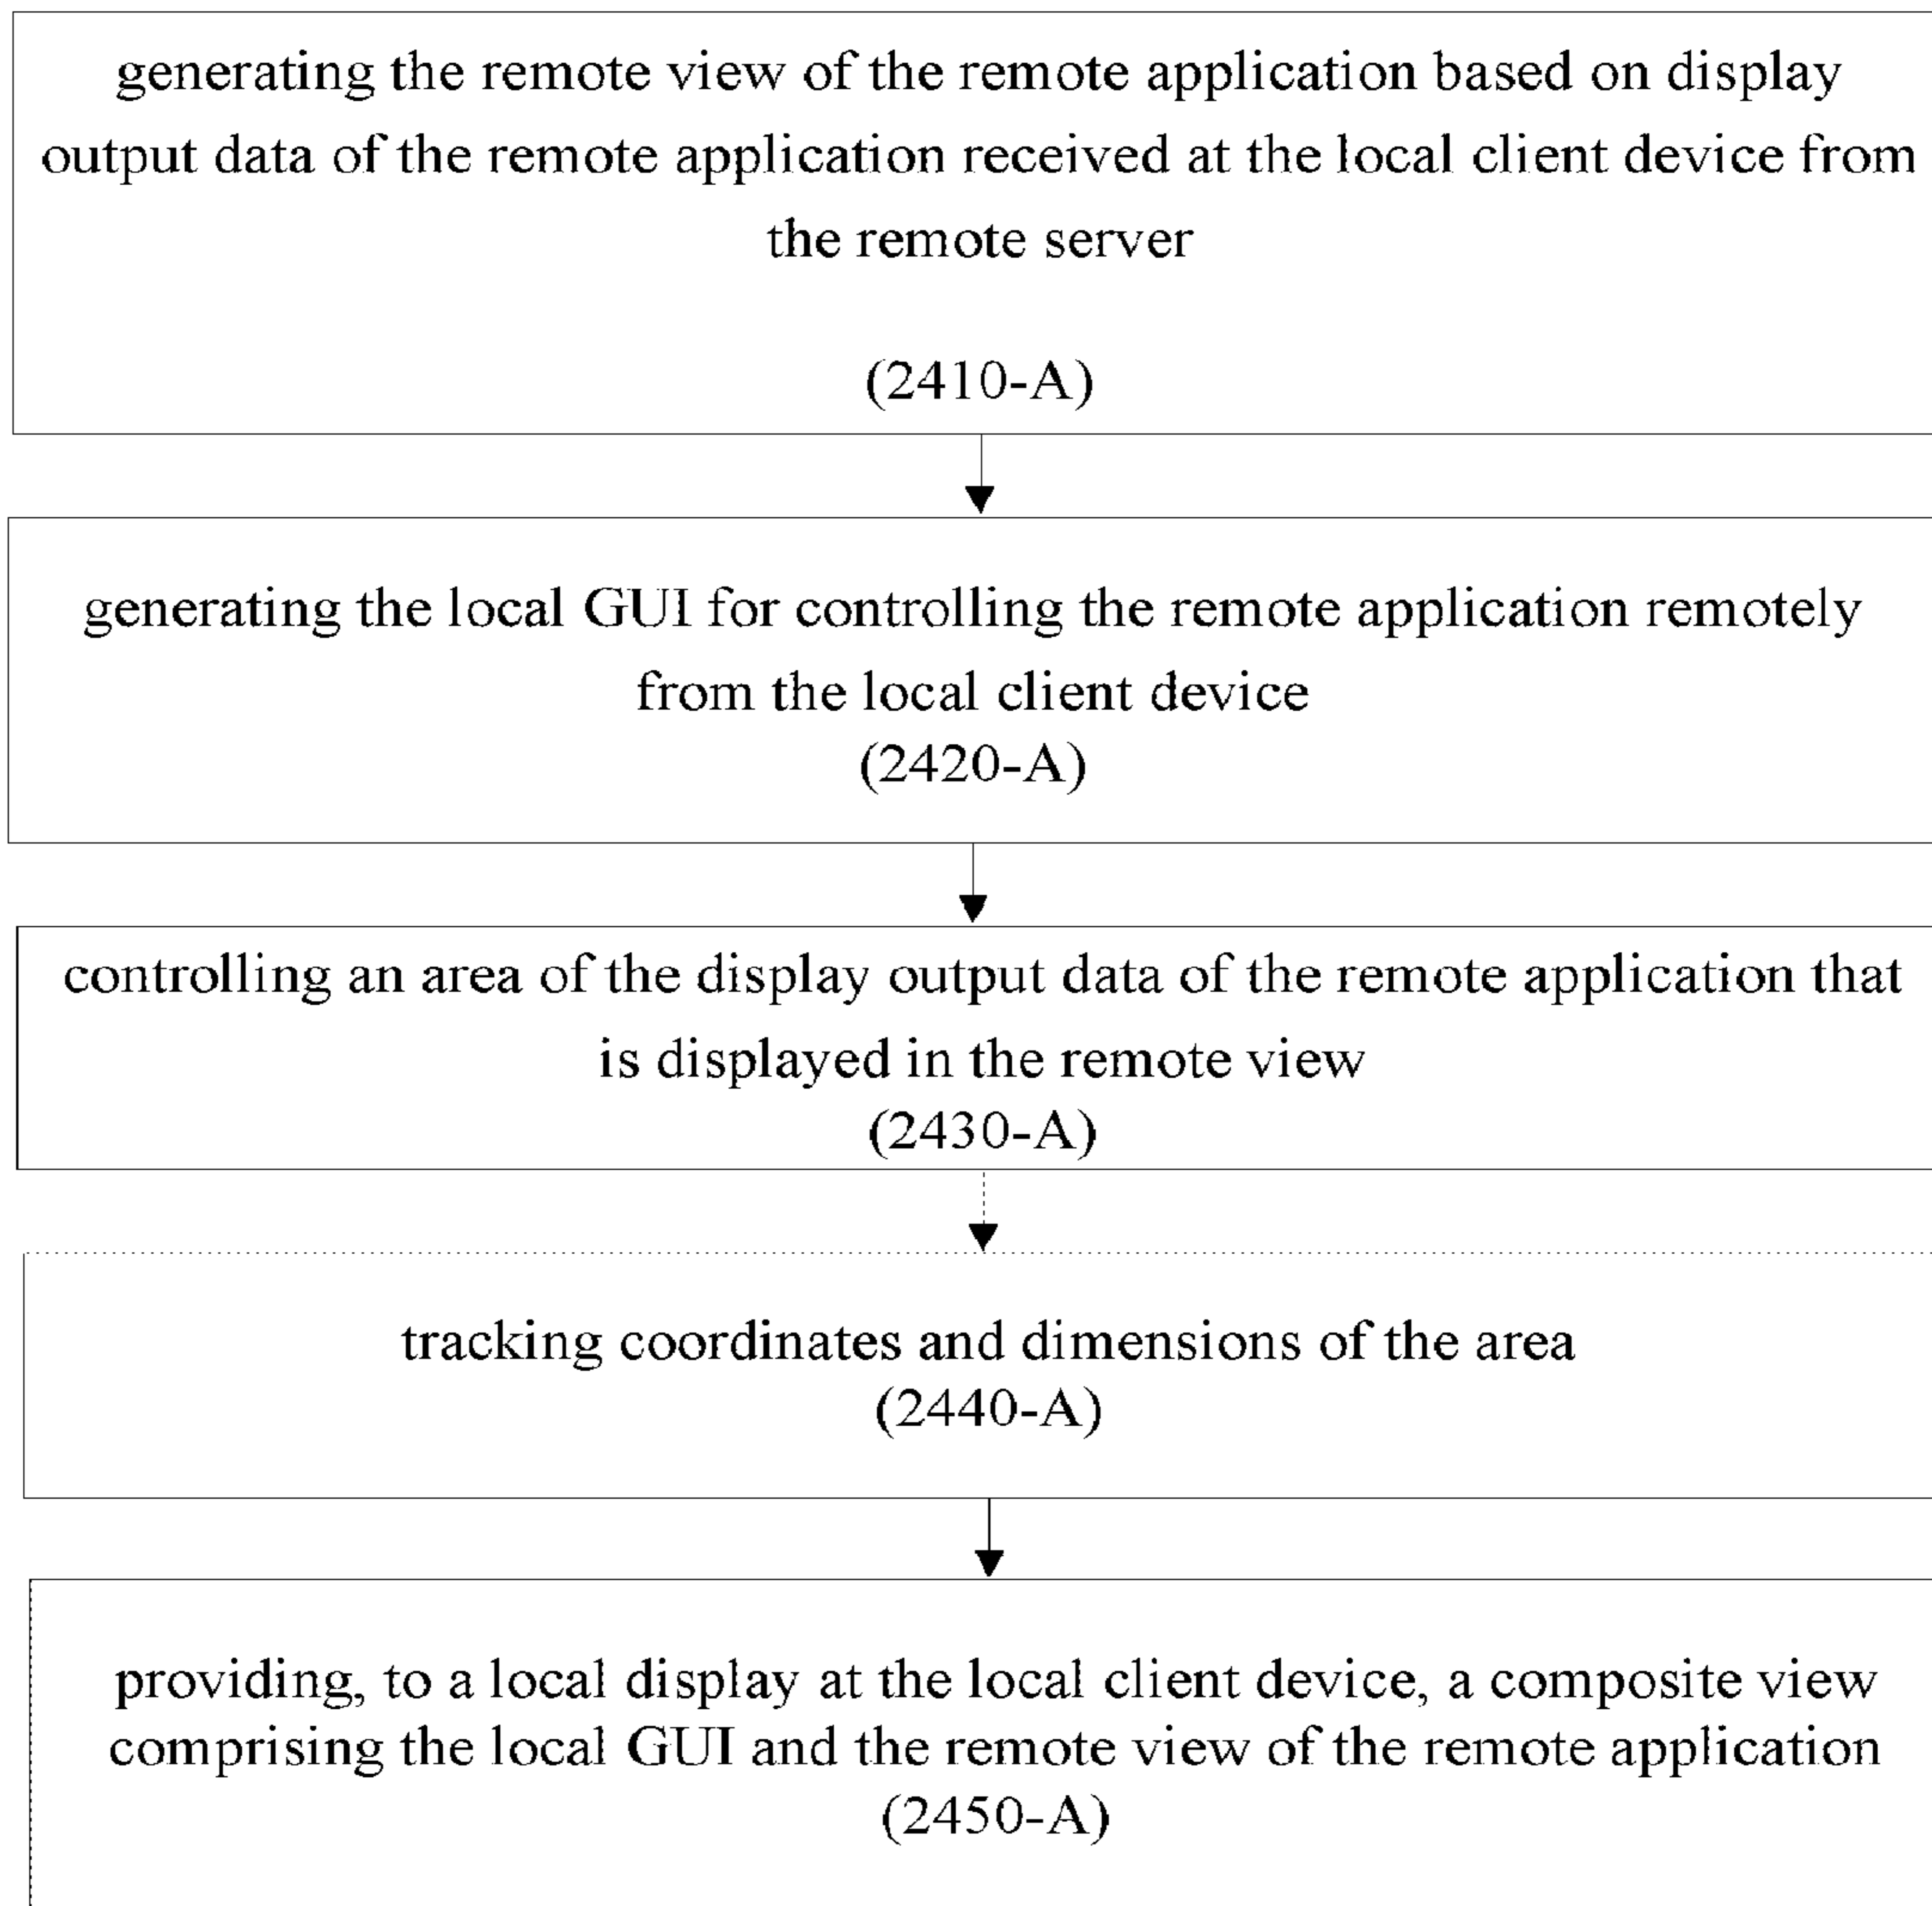 generating the remote view of the remote application based on display
output data of the remote application received at the local client device from
the remote server
(2410-A)
generating the local GUI for controlling the remote application remotely
from the local client device
(2420-A)
controlling an area of the display output data of the remote application that
is displayed in the remote view
(2430-A)
tracking coordinates and dimensions of the area
(2440-A)
providing, to a local display at the local client device, a composite view
comprising the local GUI and the remote view of the remote application
(2450-A)